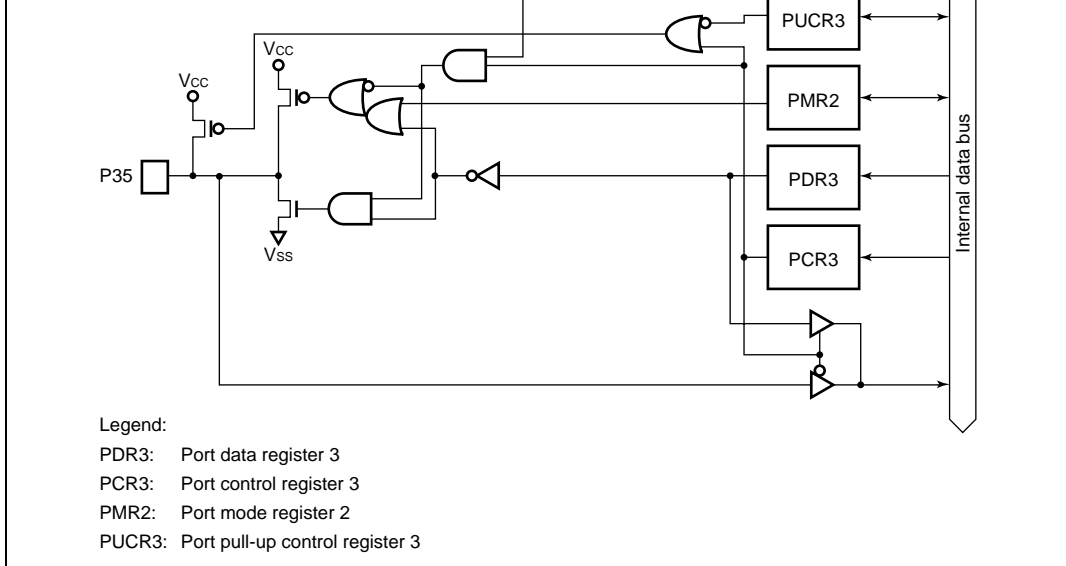 PUCR3
VCC
VCC
PMR2
P35
PDR3
VSS
PCR3
Internal data bus
Legend:
PDR3: Port data register 3
PCR3: Port control register 3
PMR2: Port mode register 2
PUCR3: Port pull-up control register 3